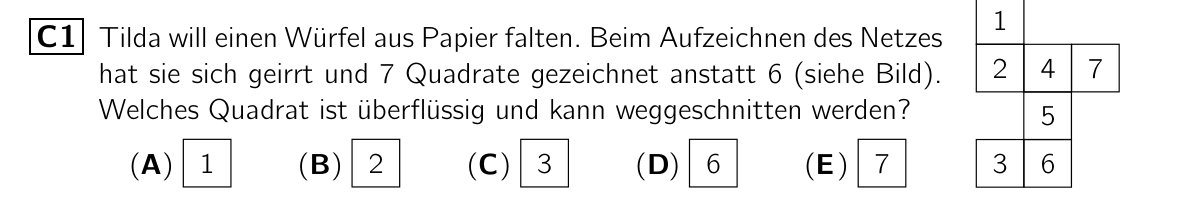 C1 Tilda will einen Würfel aus Papier falten. Beim Aufzeichnen des Netzes
hat sie sich geirrt und 7 Quadrate gezeichnet anstatt 6 (siehe Bild).
Welches Quadrat ist überflüssig und kann weggeschnitten werden?
(A) 1 (B) 2 (C) 3 (D) 6 (E) 7
1
2 4 7
5
3 6